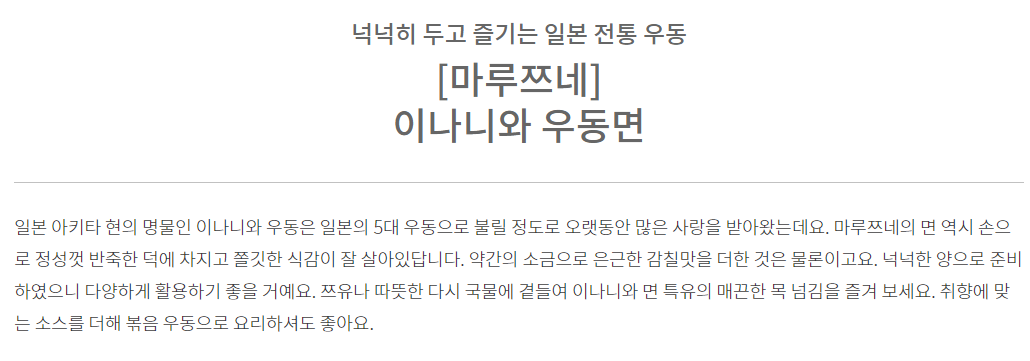 넉넉히 두고 즐기는 일본 전통 우동
[마루쯔네]
이나니와 우동면
일본 아키타 현의 명물인 이나니와 우동은 일본의 5대 우동으로 불릴 정도로 오랫동안 많은 사랑을 받아왔는데요. 마루쯔네의 면 역시 손으
로 정성껏 반죽한 덕에 차지고 쫄깃한 식감이 잘 살아있답니다. 약간의 소금으로 은근한 감칠맛을 더한 것은 물론이고요. 넉넉한 양으로 준비
하였으니 다양하게 활용하기 좋을 거예요. 쯔유나 따뜻한 다시 국물에 곁들여 이나니와 면 특유의 매끈한 목 넘김을 즐겨 보세요. 취향에 맞
는 소스를 더해 볶음 우동으로 요리하셔도 좋아요.